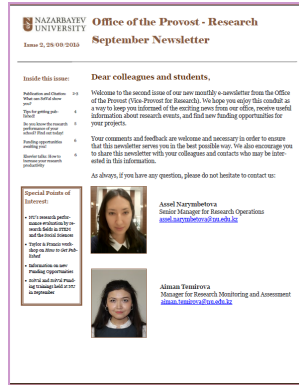 NAZARBAYEV
UNIVERSITY
Issue 2, 28/09/2015
Office of the Provost - Research
September Newsletter
Inside this issue:
Publication and Citation: What can SciVal show you? 2-3
Tips for getting published! 4
Do you know the research performance of your school? Find out today! 5
Funding opportunities awaiting you! 6
Elsevier talks: How to increase your research productivity 6
Special Points of
Interest:
NU's research performance evaluation by research fields in STEM and the Social Sciences
Taylor & Francis workshop on How to Get Published
Information on new Funding Opportunities
SciVal and SciVal Funding trainings held at NU in September
Dear colleagues and students,
Welcome to the second issue of our new monthly e-newsletter from the Office
of the Provost (Vice-Provost for Research). We hope you enjoy this conduit as
a way to keep you informed of the exciting news from our office, receive useful
information about research events, and find new funding opportunities for
your projects.
Your comments and feedback are welcome and necessary in order to ensure
that this newsletter serves you in the best possible way. We also encourage you
to share this newsletter with your colleagues and contacts who may be inter-
ested in this information.
As always, if you have any question, please do not hesitate to contact us:
Assel Narymbetova
Senior Manager for Research Operations
assel.narymbetova@nu.edu.kz
Aiman Temirova
Manager for Research Monitoring and Assessment
aiman.temirova@nu.edu.kz